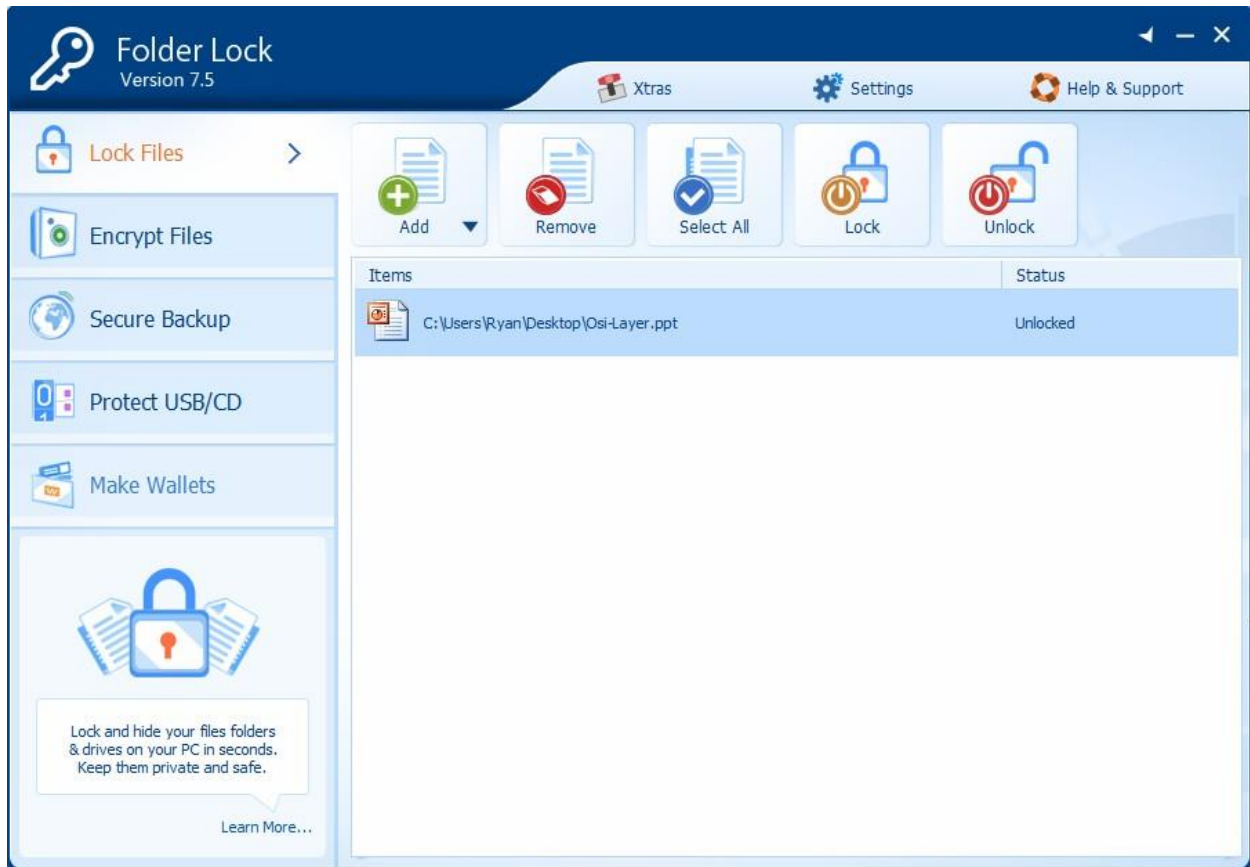 Folder Lock
Version 7.5
Xtras
Settings
Help & Support
Lock Files
Encrypt Files
Secure Backup
Protect USB/CD
Make Wallets
Add
Remove
Select All
Lock
Unlock
Items
Status
C:\Users\Ryan\Desktop\Osi-Layer.ppt
Unlocked
Lock and hide your files folders
& drives on your PC in seconds.
Keep them private and safe.
Learn More...